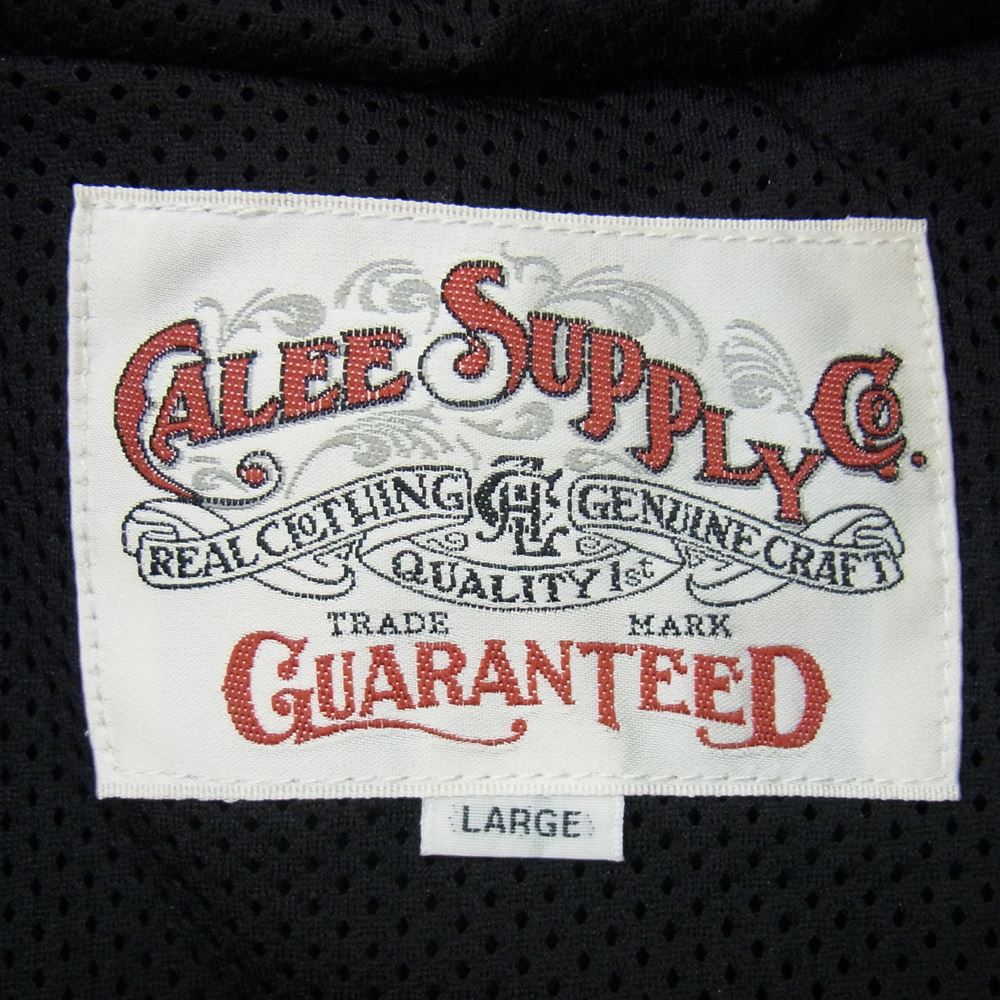 CALEE SUPPLY Co.
REAL CLOTHING GENUINE CRAFT
QUALITY 1st
TRADE MARK
GUARANTEED
LARGE